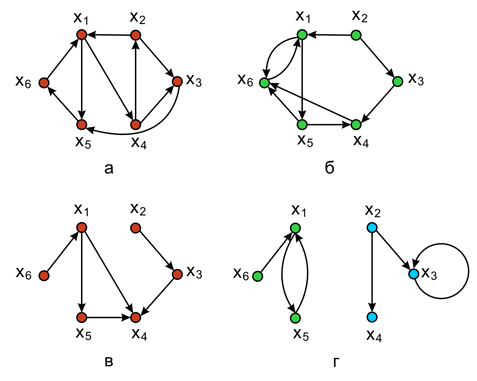 x₁ x₂ x₁ x₂
x₆ x₃ x₆ x₃
x₅ x₄ x₅ x₄
а б
x₁ x₂ x₁ x₂
x₆ x₃ x₆ x₃
x₅ x₄ x₅ x₄
в г